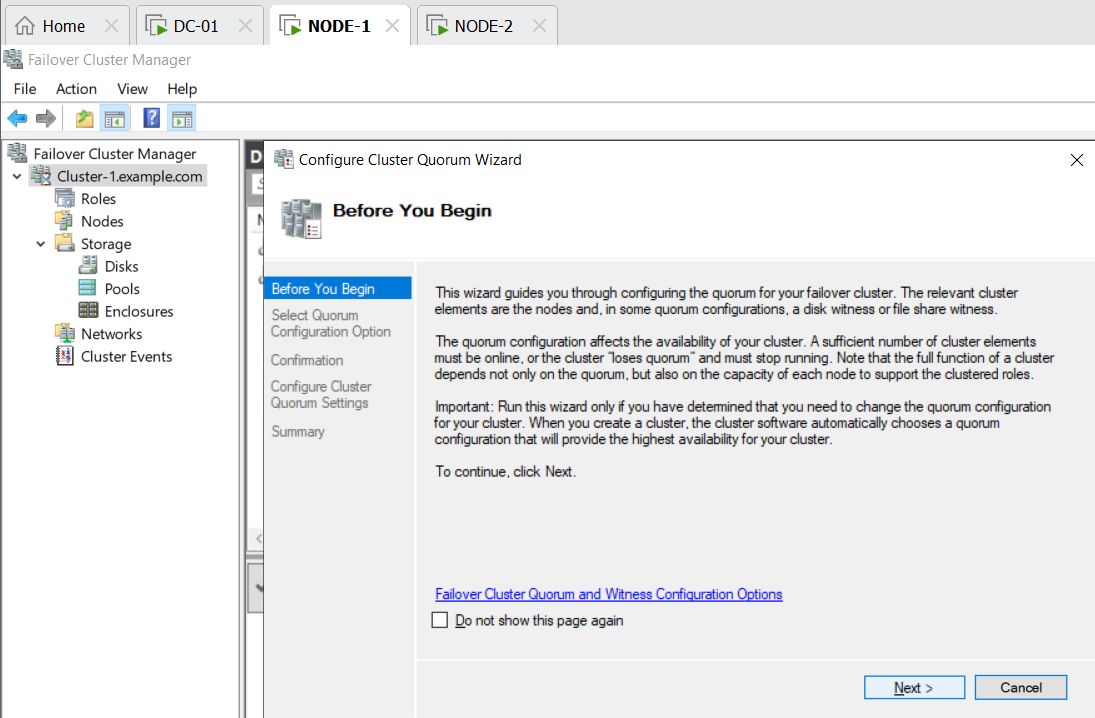 Home
DC-01
NODE-1
NODE-2
Failover Cluster Manager
File Action View Help
Failover Cluster Manager
Cluster-1.example.com
Roles
Nodes
Storage
Disks
Pools
Enclosures
Networks
Cluster Events
D
Configure Cluster Quorum Wizard
Before You Begin
Before You Begin
Select Quorum
Configuration Option
Confirmation
Configure Cluster
Quorum Settings
Summary
This wizard guides you through configuring the quorum for your failover cluster. The relevant cluster
elements are the nodes and, in some quorum configurations, a disk witness or file share witness.
The quorum configuration affects the availability of your cluster. A sufficient number of cluster elements
must be online, or the cluster "loses quorum" and must stop running. Note that the full function of a cluster
depends not only on the quorum, but also on the capacity of each node to support the clustered roles.
Important: Run this wizard only if you have determined that you need to change the quorum configuration
for your cluster. When you create a cluster, the cluster software automatically chooses a quorum
configuration that will provide the highest availability for your cluster.
To continue, click Next.
Failover Cluster Quorum and Witness Configuration Options
Do not show this page again
Next >
Cancel